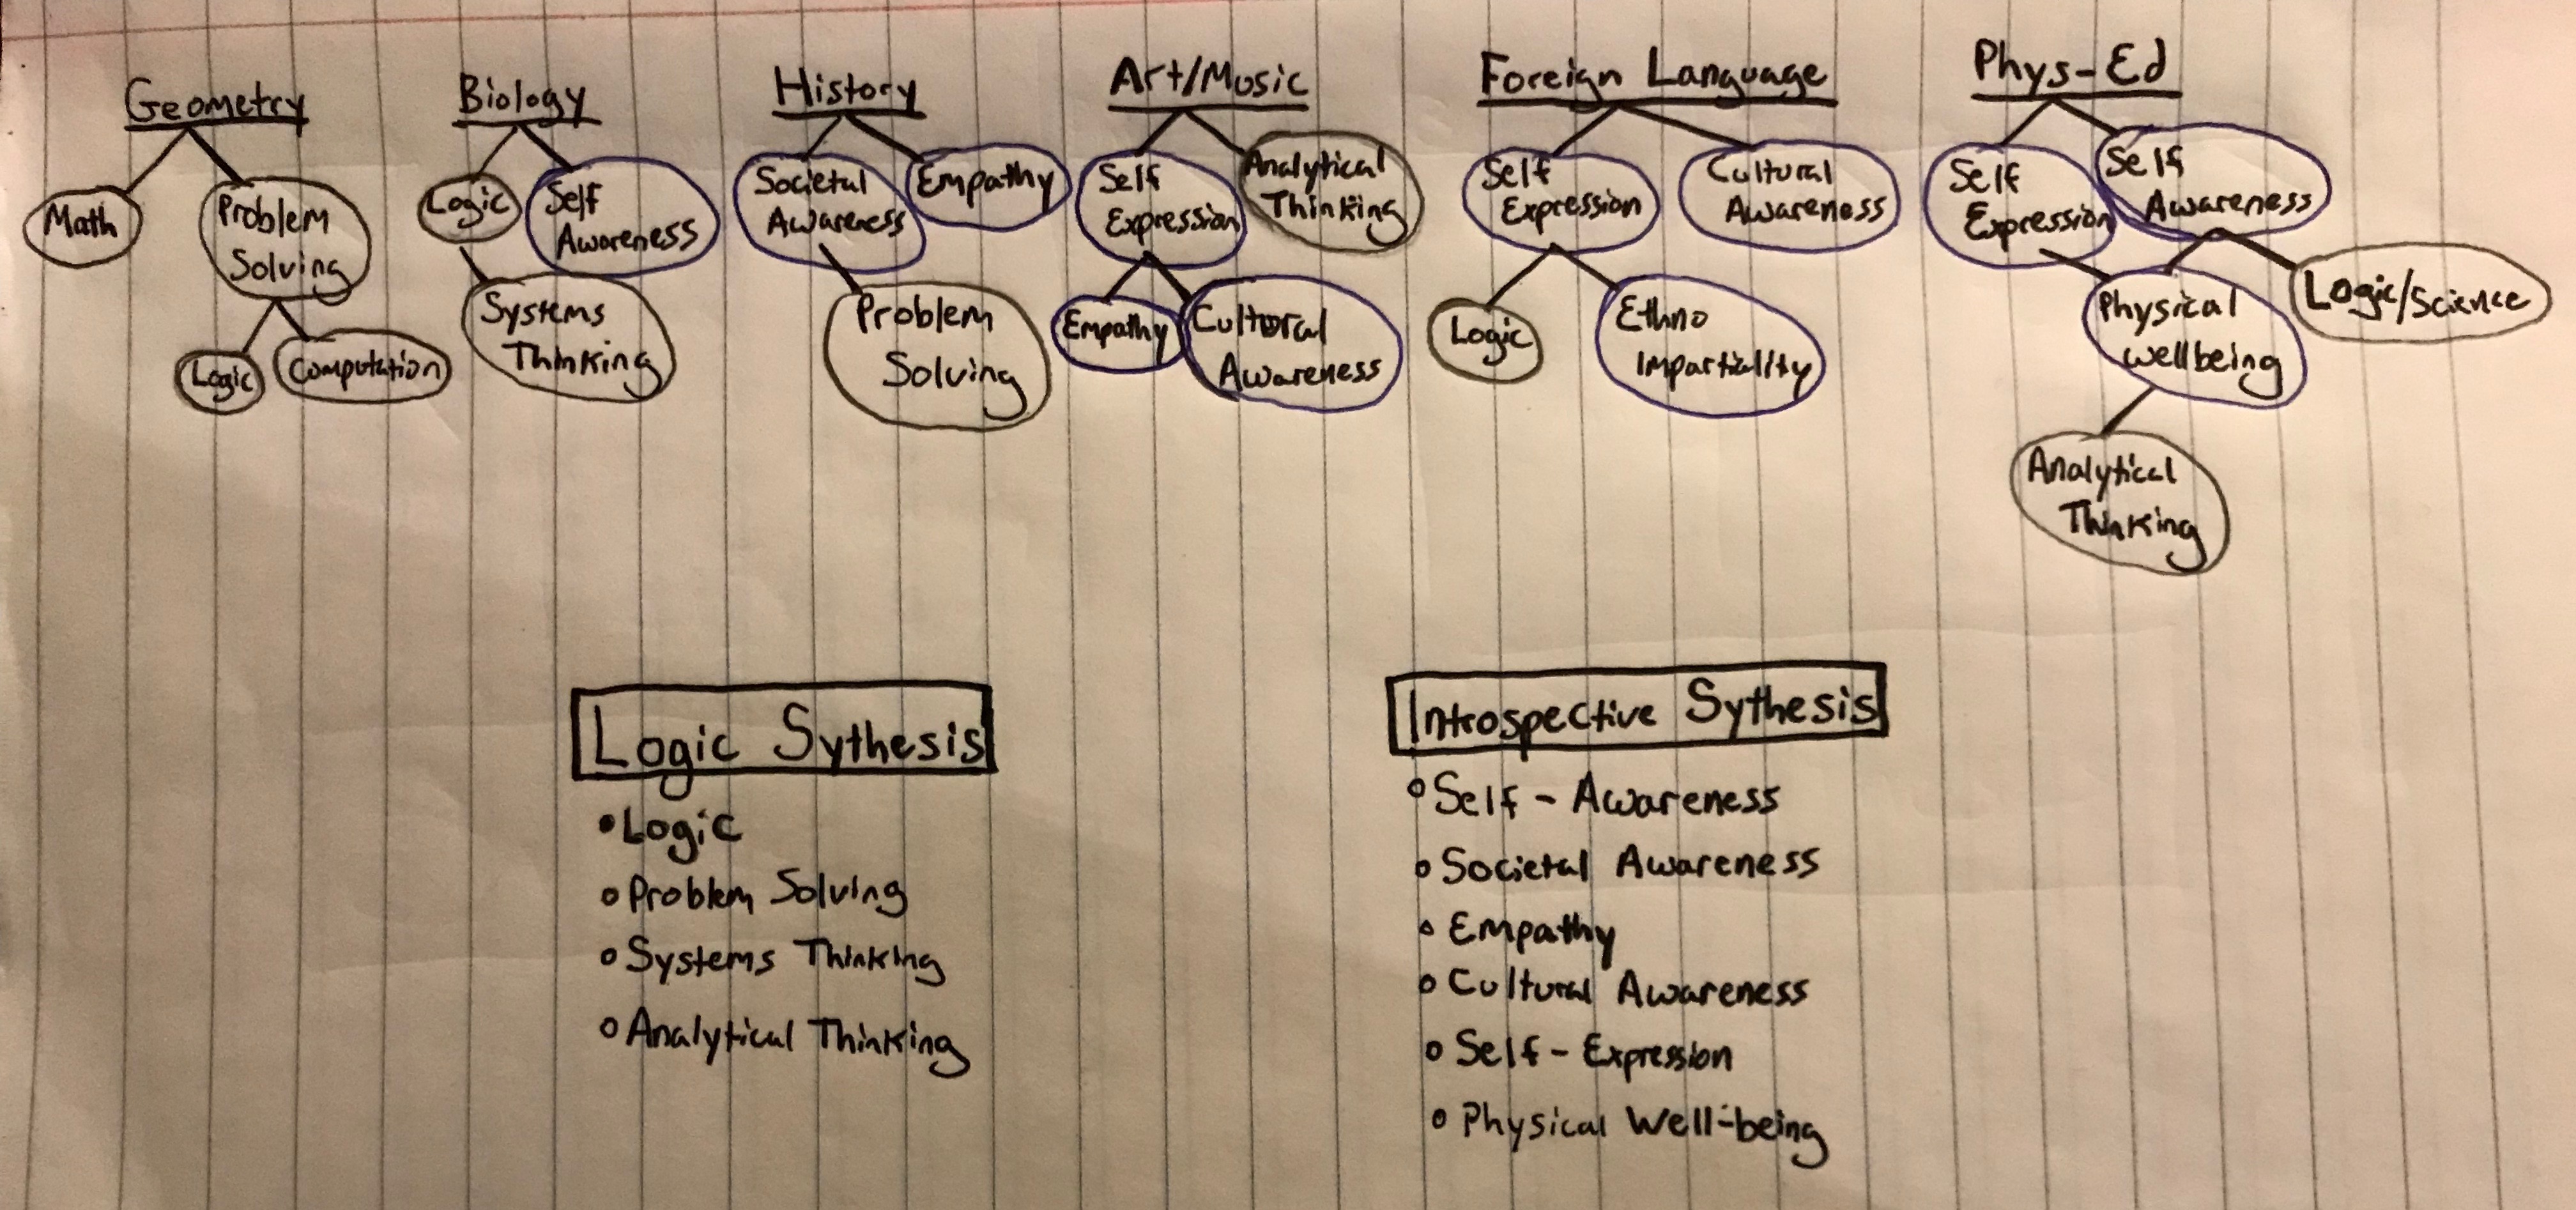 Geometry
Math
Problem
Solving
Logic
Computation
Biology
Logic
Self
Awareness
Systems
Thinking
History
Societal
Awareness
Empathy
Problem
Solving
Art/Music
Self
Expression
Analytical
Thinking
Empathy
Cultural
Awareness
Foreign Language
Self
Expression
Cultural
Awareness
Logic
Ethno
Impartiality
Phys-Ed
Self
Expression
Self
Awareness
Physical
wellbeing
Logic/Science
Analytical
Thinking
Logic Sythesis
•Logic
•Problem Solving
•Systems Thinking
•Analytical Thinking
Introspective Sythesis
•Self - Awareness
•Societal Awareness
•Empathy
•Cultural Awareness
•Self - Expression
•Physical Well-being